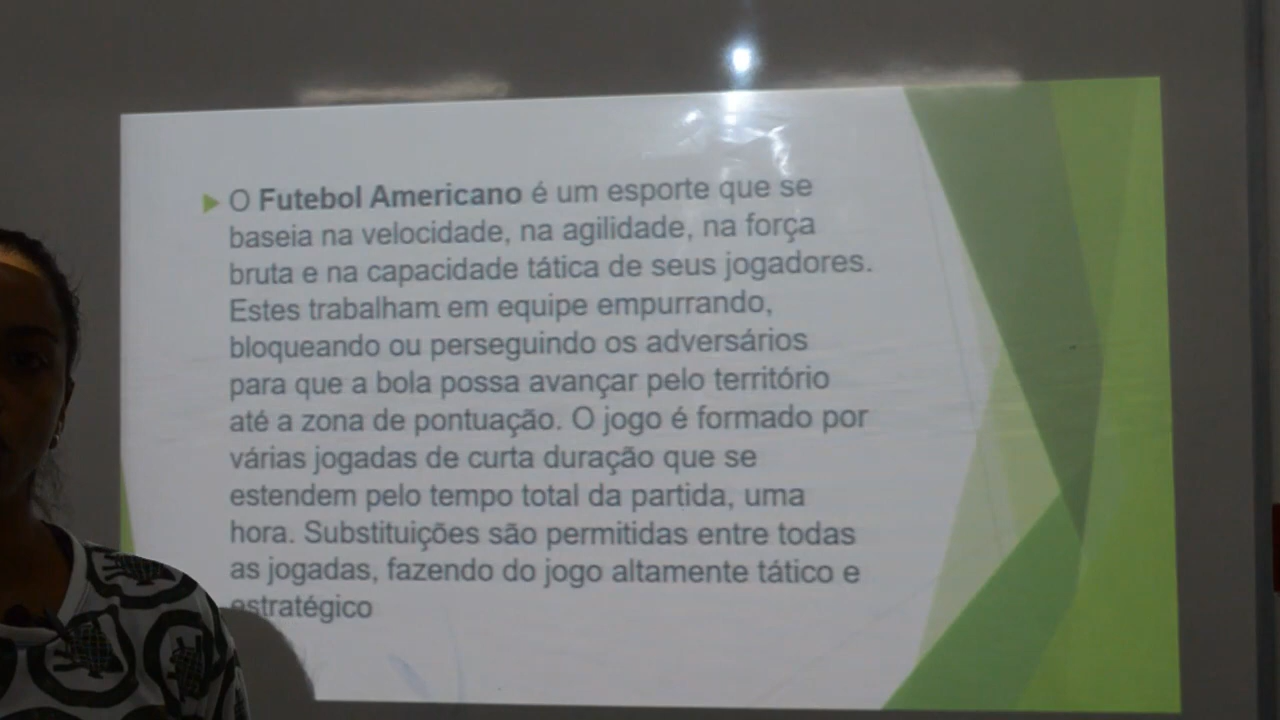 O Futebol Americano é um esporte que se
baseia na velocidade, na agilidade, na força
bruta e na capacidade tática de seus jogadores.
Estes trabalham em equipe empurrando,
bloqueando ou perseguindo os adversários
para que a bola possa avançar pelo território
até a zona de pontuação. O jogo é formado por
várias jogadas de curta duração que se
estendem pelo tempo total da partida, uma
hora. Substituições são permitidas entre todas
as jogadas, fazendo do jogo altamente tático e
estratégico